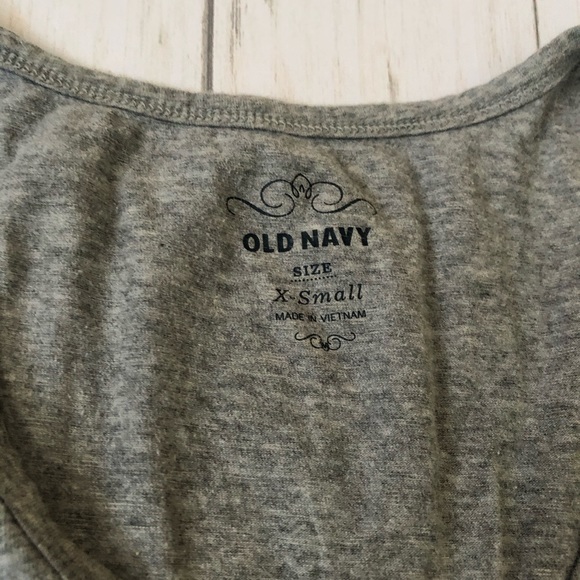 OLD NAVY
SIZE
X-Small
MADE IN VIETNAM